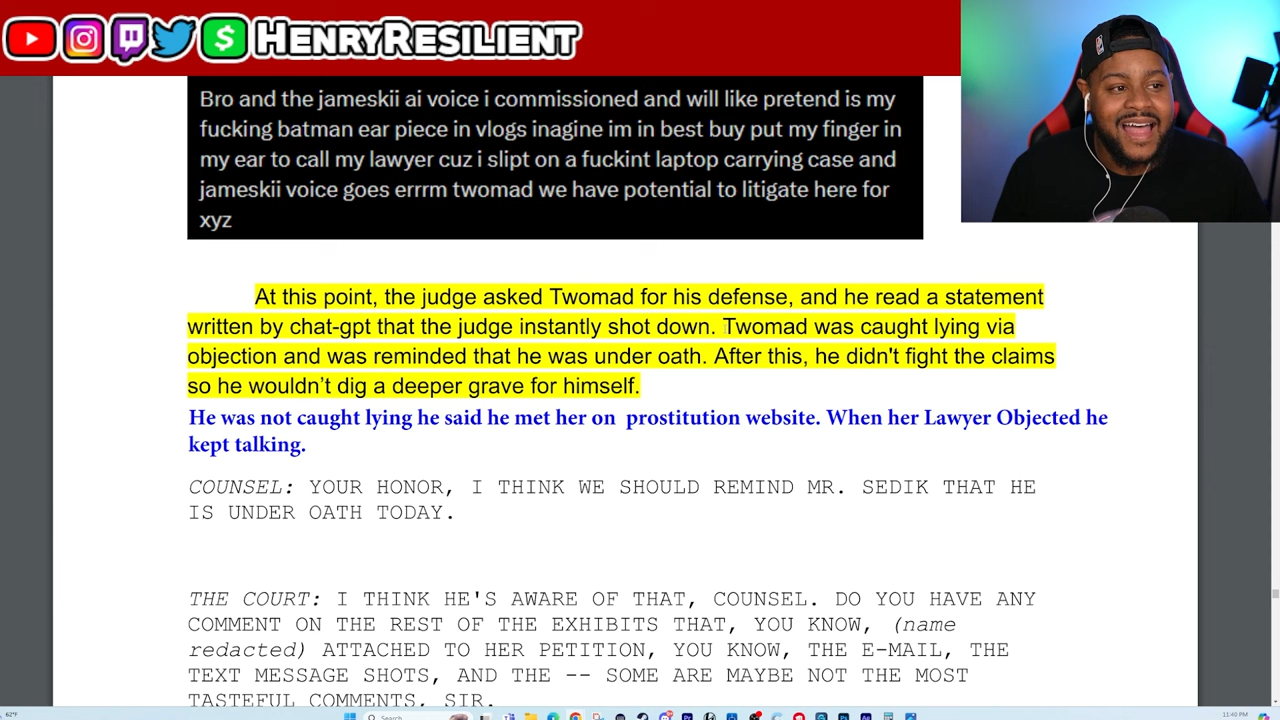 HENRYRESILIENT
Bro and the jameskii ai voice i commissioned and will like pretend is my
fucking batman ear piece in vlogs inagine im in best buy put my finger in
my ear to call my lawyer cuz i slipt on a fuckint laptop carrying case and
jameskii voice goes errrm twomad we have potential to litigate here for
xyz
At this point, the judge asked Twomad for his defense, and he read a statement
written by chat-gpt that the judge instantly shot down. Twomad was caught lying via
objection and was reminded that he was under oath. After this, he didn't fight the claims
so he wouldn't dig a deeper grave for himself.
He was not caught lying he said he met her on prostitution website. When her Lawyer Objected he
kept talking.
COUNSEL: YOUR HONOR, I THINK WE SHOULD REMIND MR. SEDIK THAT HE
IS UNDER OATH TODAY.
THE COURT: I THINK HE'S AWARE OF THAT, COUNSEL. DO YOU HAVE ANY
COMMENT ON THE REST OF THE EXHIBITS THAT, YOU KNOW, (name
redacted) ATTACHED TO HER PETITION, YOU KNOW, THE E-MAIL, THE
TEXT MESSAGE SHOTS, AND THE -- SOME ARE MAYBE NOT THE MOST
TASTEFUL COMMENTS, SIR.
62°F
Search
11:40 PM